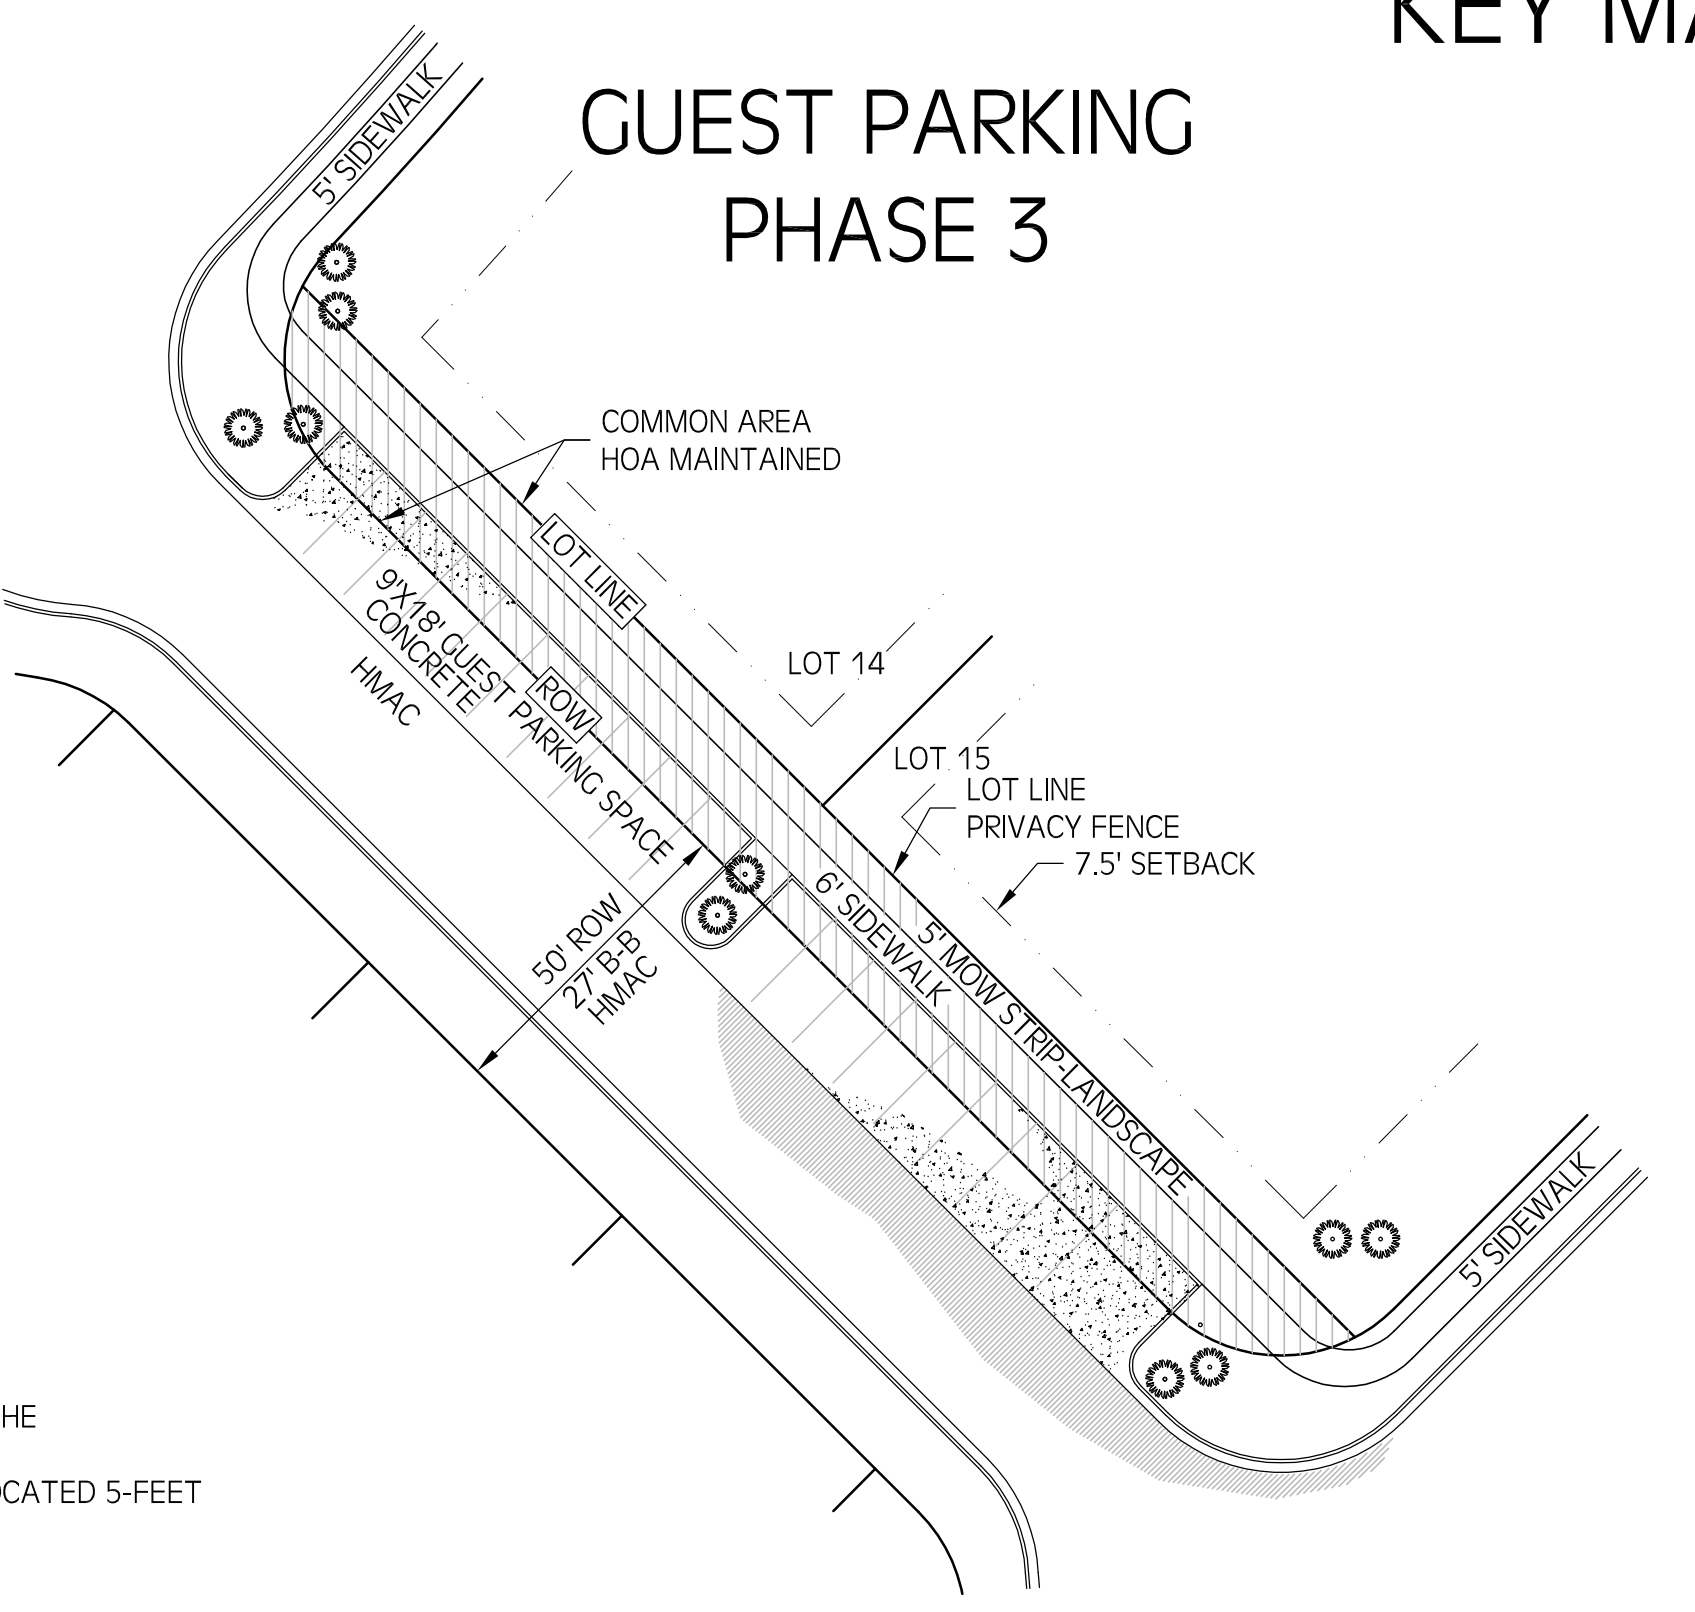 KEY MA
GUEST PARKING
PHASE 3
5' SIDEWALK
COMMON AREA
HOA MAINTAINED
LOT LINE
9'X18' GUEST PARKING SPACE
CONCRETE
HMAC
ROW
LOT 14
LOT 15
LOT LINE
PRIVACY FENCE
7.5' SETBACK
50' ROW
27' B-B
HMAC
6' SIDEWALK
5' MOW STRIP-LANDSCAPE
5' SIDEWALK
HE
CATED 5-FEET